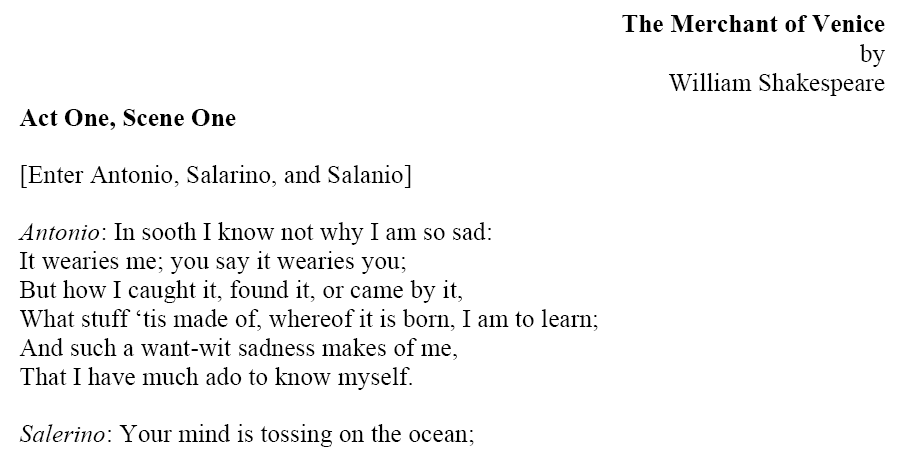 The Merchant of Venice
by
William Shakespeare
Act One, Scene One
[Enter Antonio, Salarino, and Salanio]
Antonio: In sooth I know not why I am so sad:
It wearies me; you say it wearies you;
But how I caught it, found it, or came by it,
What stuff ‘tis made of, whereof it is born, I am to learn;
And such a want-wit sadness makes of me,
That I have much ado to know myself.
Salerino: Your mind is tossing on the ocean;